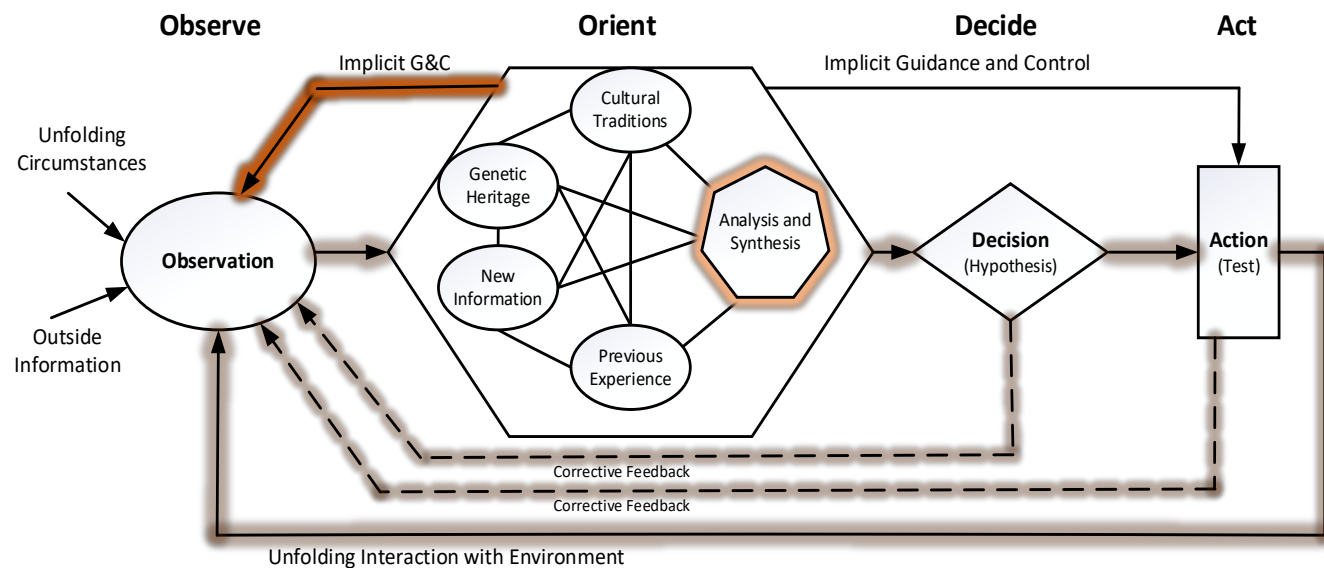 Observe
Orient
Decide
Act
Implicit G&C
Implicit Guidance and Control
Unfolding
Circumstances
Outside
Information
Observation
Cultural
Traditions
Genetic
Heritage
New
Information
Previous
Experience
Analysis and
Synthesis
Decision
(Hypothesis)
Action
(Test)
Corrective Feedback
Corrective Feedback
Unfolding Interaction with Environment